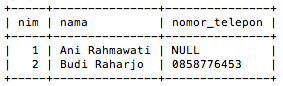 +------+---------------+---------------+
| nim | nama | nomor_telepon |
+------+---------------+---------------+
| 1 | Ani Rahmawati | NULL |
| 2 | Budi Raharjo | 0858776453 |
+------+---------------+---------------+